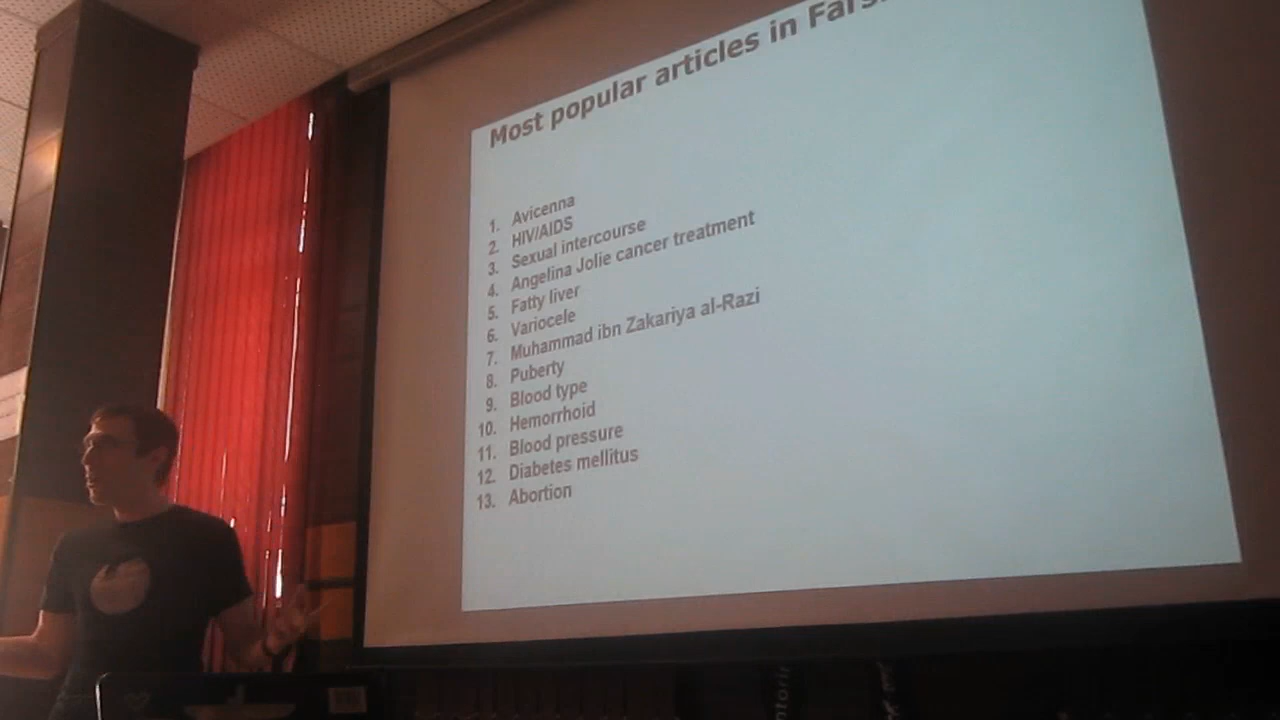 Most popular articles in Farsi
1. Avicenna
2. HIV/AIDS
3. Sexual intercourse
4. Angelina Jolie cancer treatment
5. Fatty liver
6. Variocele
7. Muhammad ibn Zakariya al-Razi
8. Puberty
9. Blood type
10. Hemorrhoid
11. Blood pressure
12. Diabetes mellitus
13. Abortion